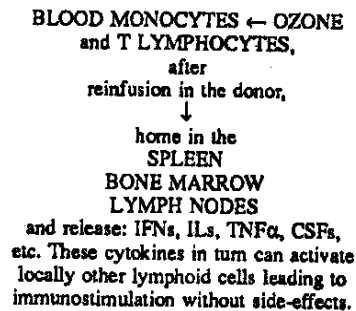 BLOOD MONOCYTES ← OZONE
and T LYMPHOCYTES,
after
reinfusion in the donor,
↓
home in the
SPLEEN
BONE MARROW
LYMPH NODES
and release: IFNs, ILs, TNFα, CSFs,
etc. These cytokines in turn can activate
locally other lymphoid cells leading to
immunostimulation without side-effects.